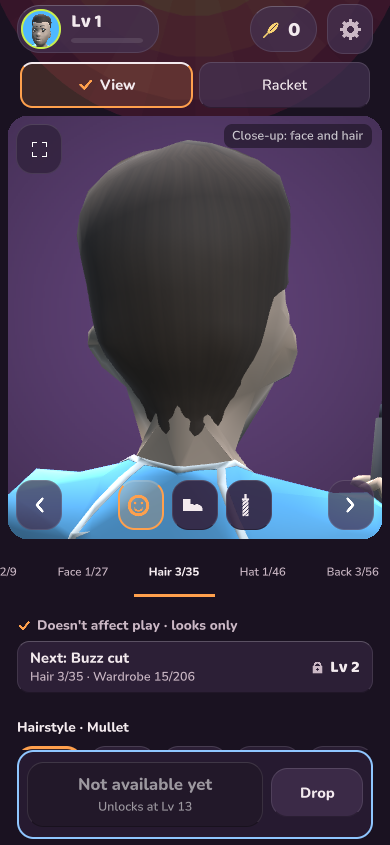 Lv 1
0
View
Racket
Close-up: face and hair
2/9
Face 1/27
Hair 3/35
Hat 1/46
Back 3/56
Doesn't affect play · looks only
Next: Buzz cut
Hair 3/35 · Wardrobe 15/206
Lv 2
Hairstyle · Mullet
Not available yet
Unlocks at Lv 13
Drop